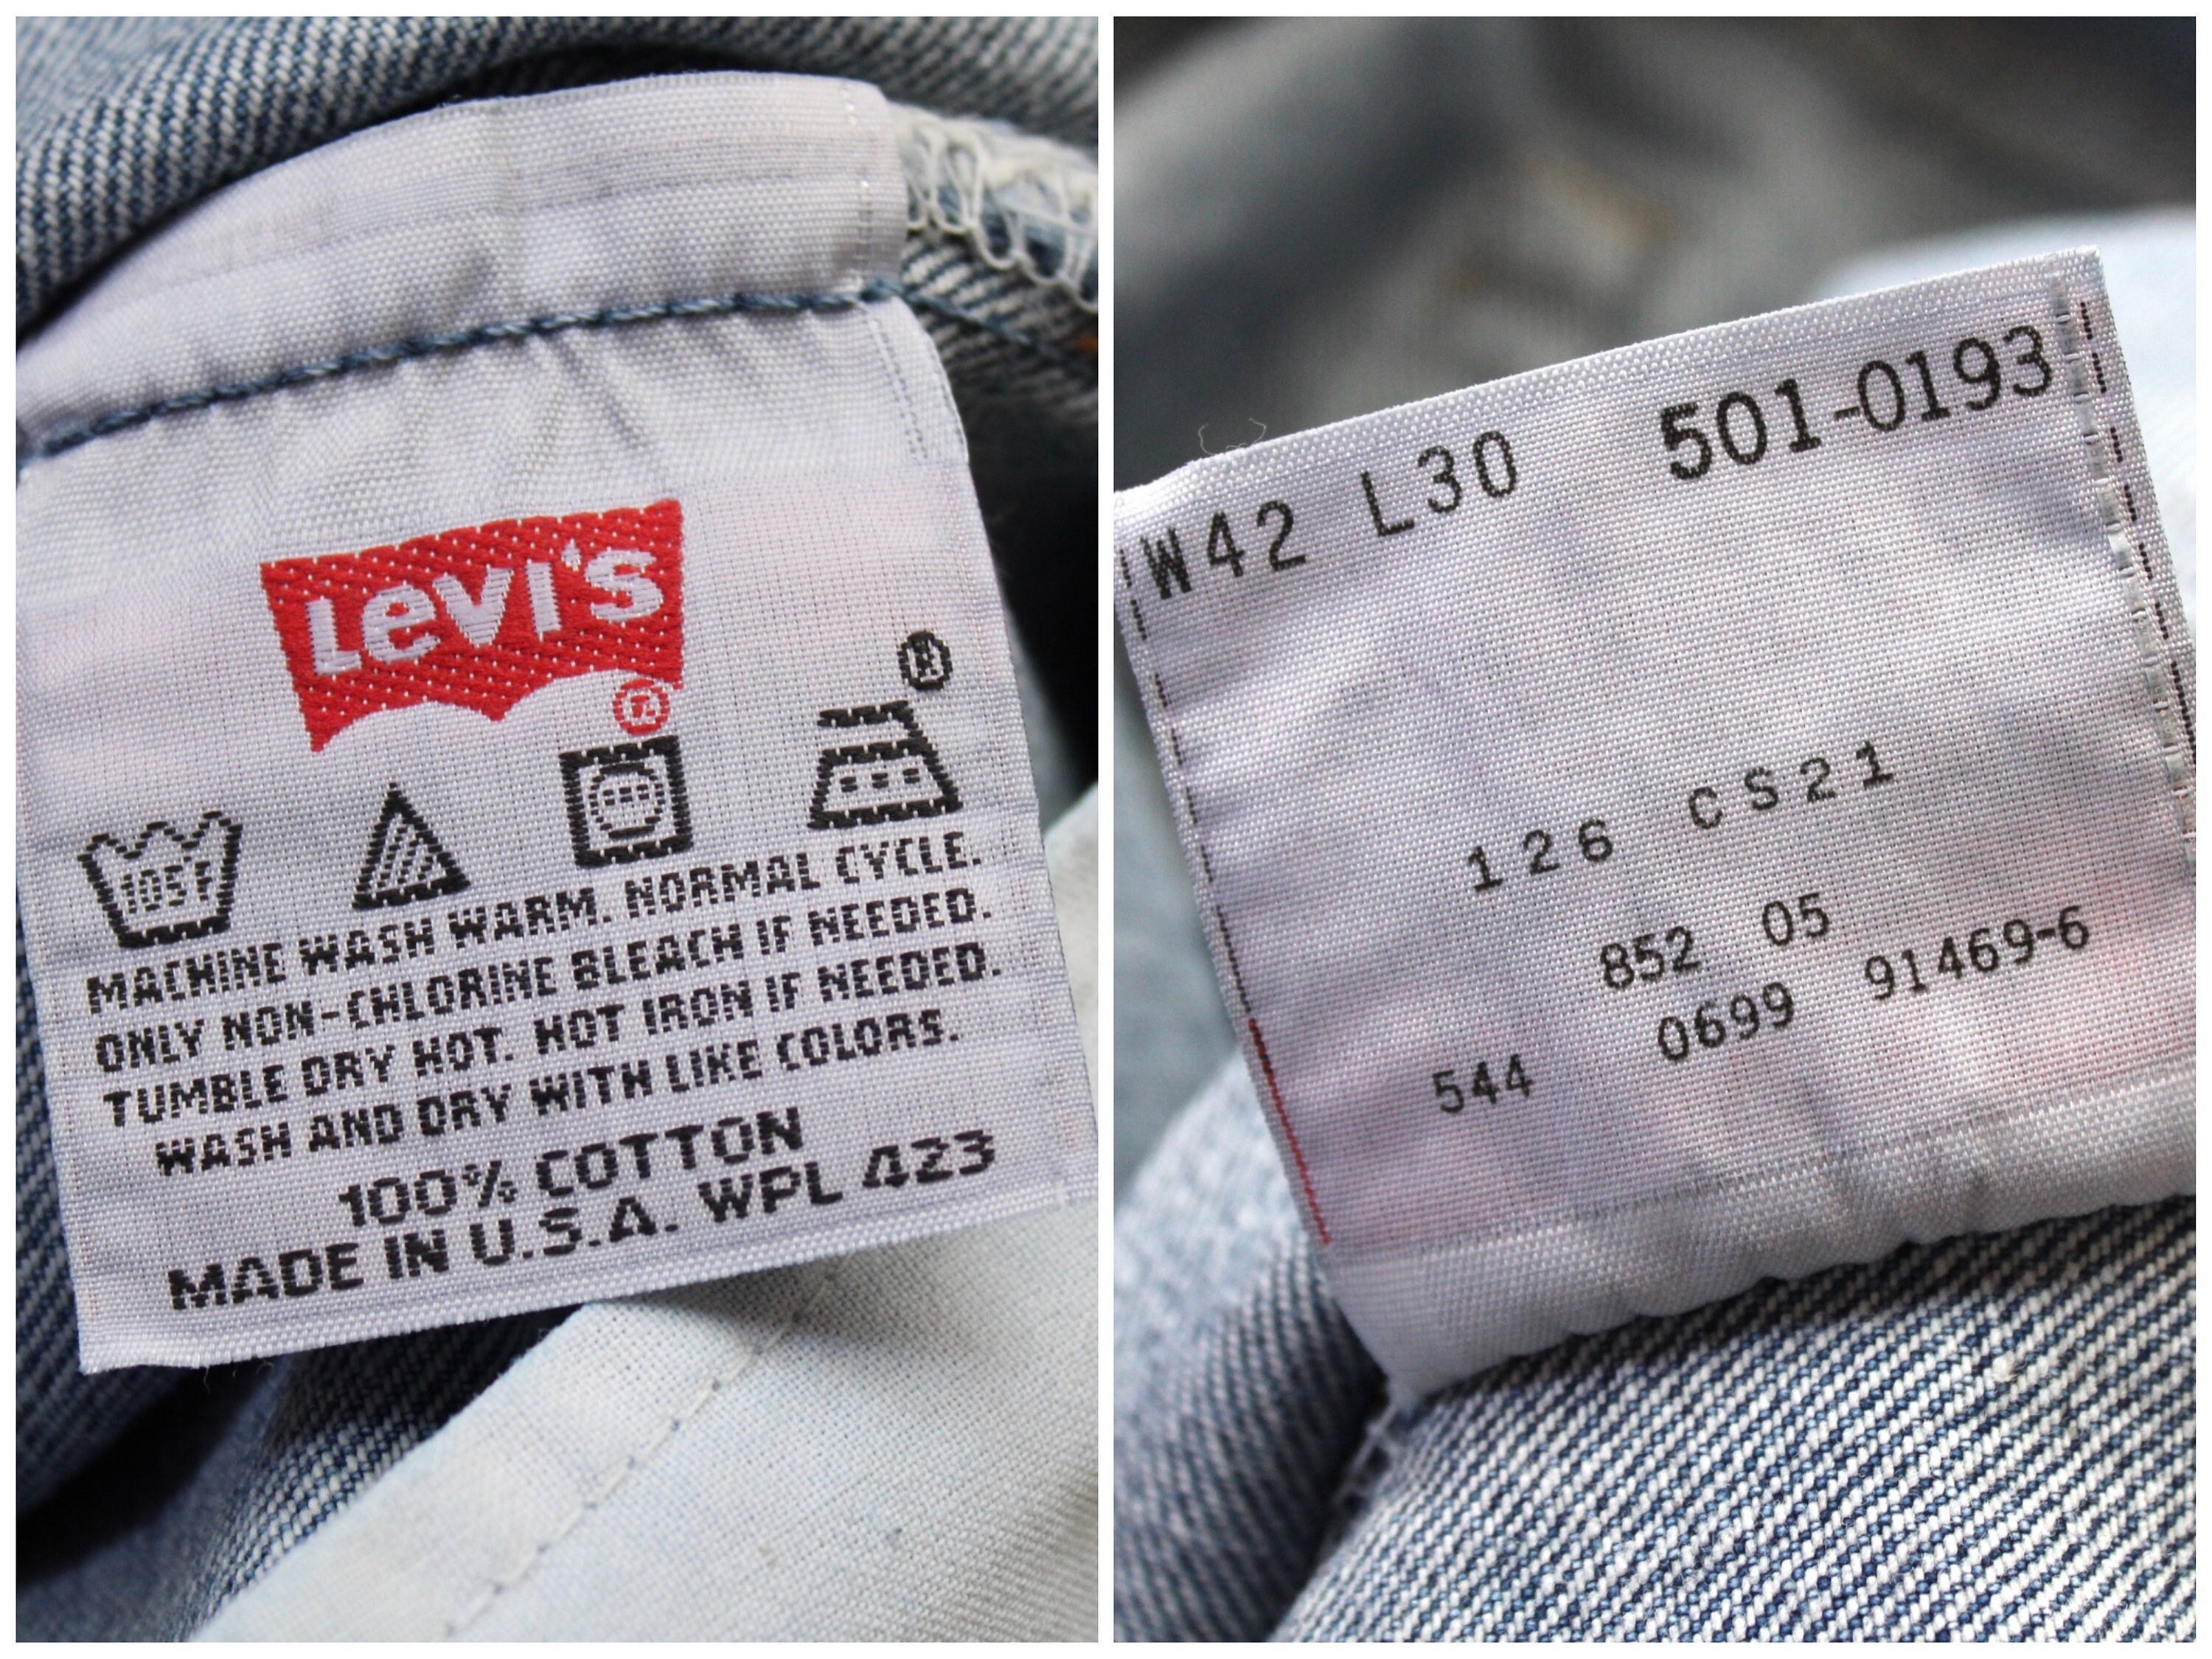 Levi's
®
®
105F
MACHINE WASH WARM. NORMAL CYCLE.
ONLY NON-CHLORINE BLEACH IF NEEDED.
TUMBLE DRY HOT. HOT IRON IF NEEDED.
WASH AND DRY WITH LIKE COLORS.
100% COTTON
MADE IN U.S.A. WPL 423
W42 L30 501-0193
126 CS21
852 05
544 0699 91469-6